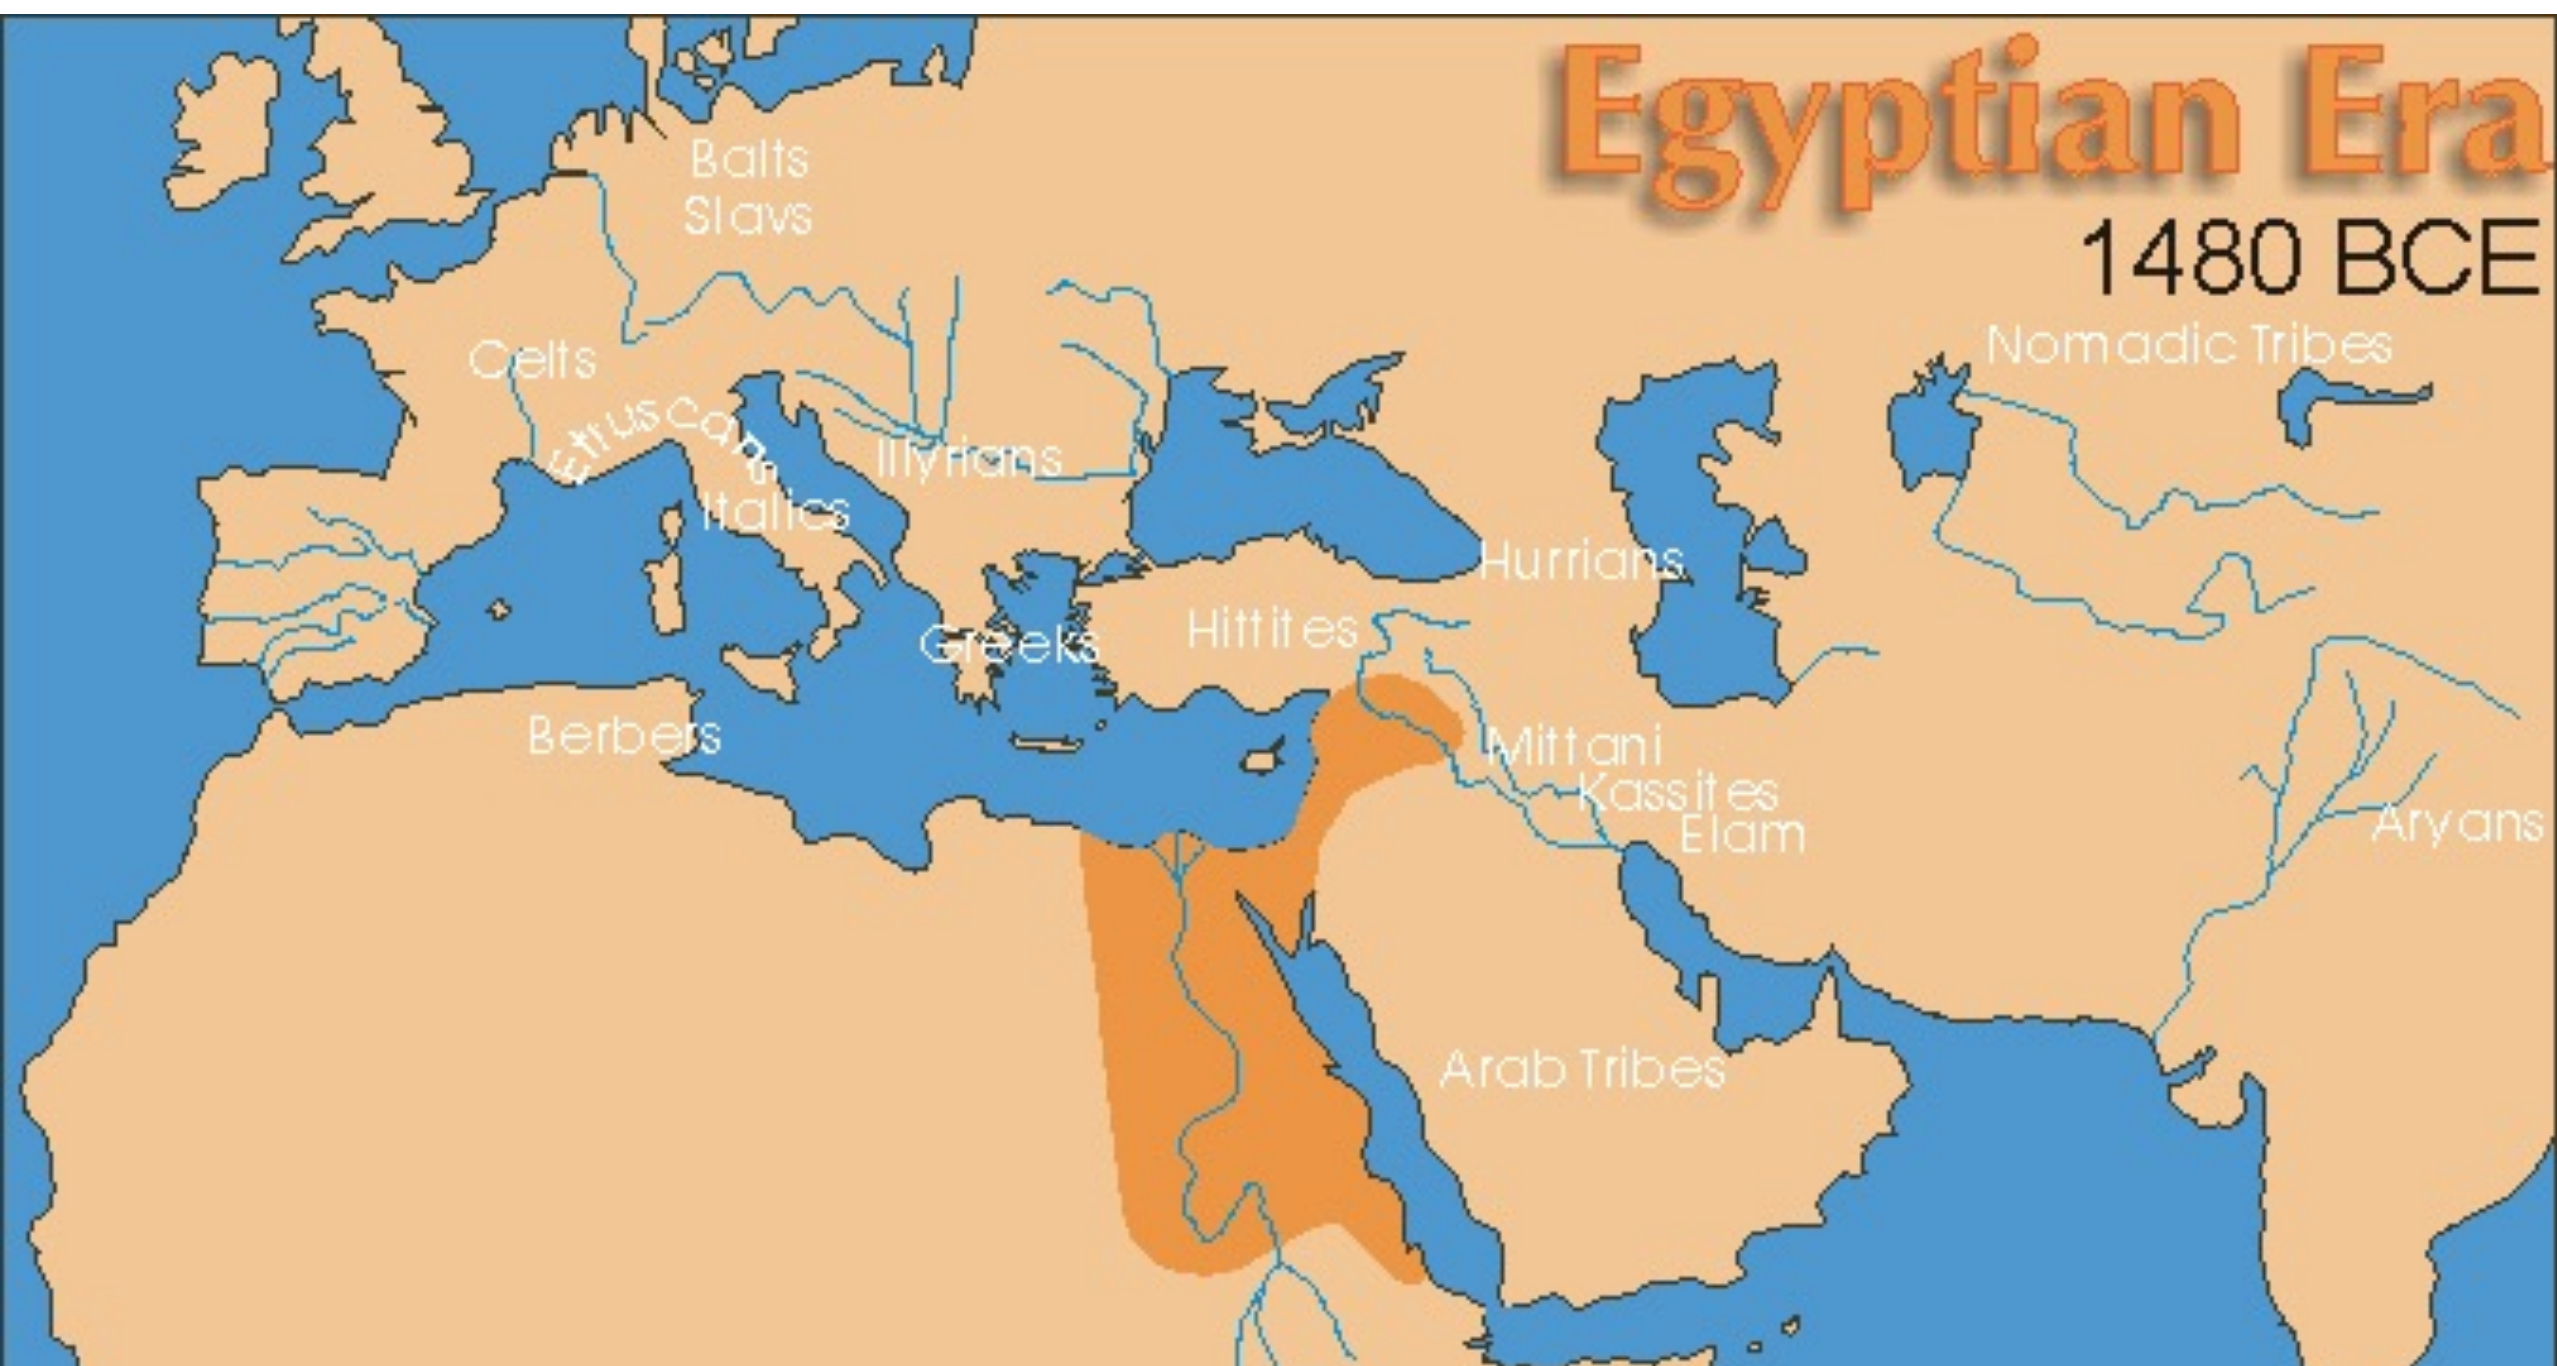 Egyptian Era
1480 BCE
Balts
Slavs
Nomadic Tribes
Celts
Etruscans
Illyrians
Italics
Hurrians
Hittites
Greeks
Berbers
Mittani
Kassites
Elam
Aryans
Arab Tribes